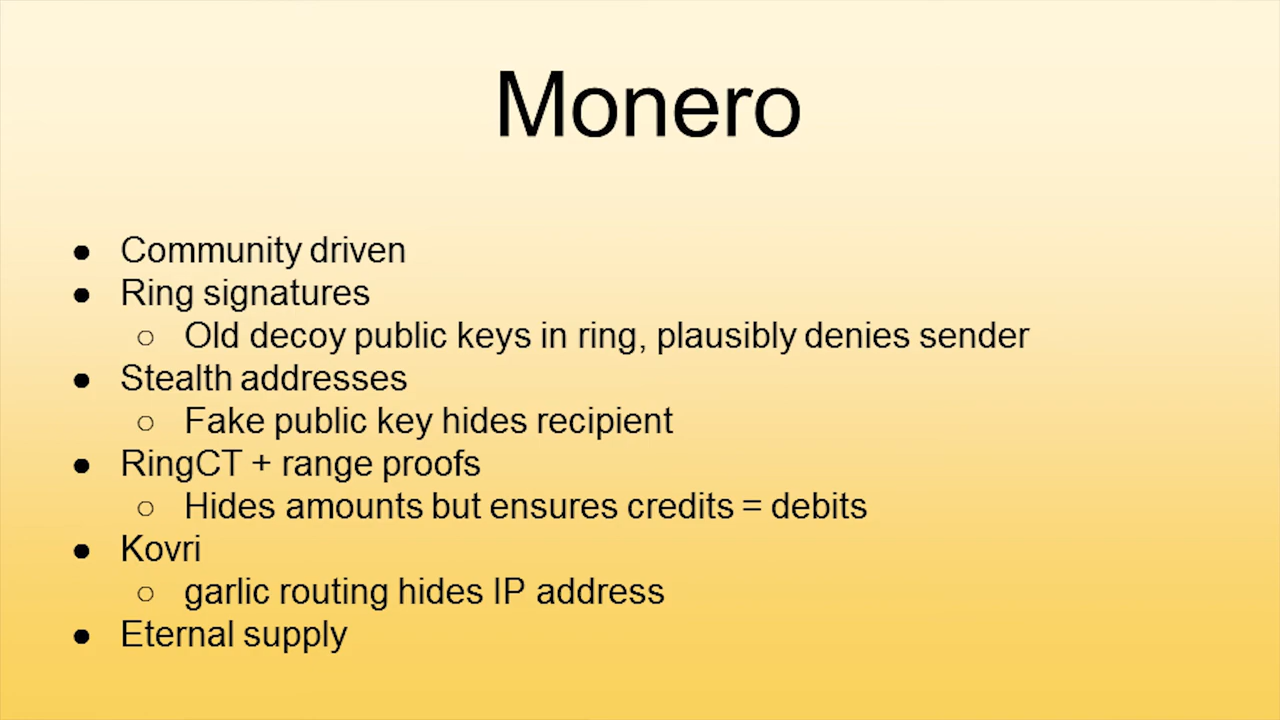 Monero
● Community driven
● Ring signatures
○ Old decoy public keys in ring, plausibly denies sender
● Stealth addresses
○ Fake public key hides recipient
● RingCT + range proofs
○ Hides amounts but ensures credits = debits
● Kovri
○ garlic routing hides IP address
● Eternal supply